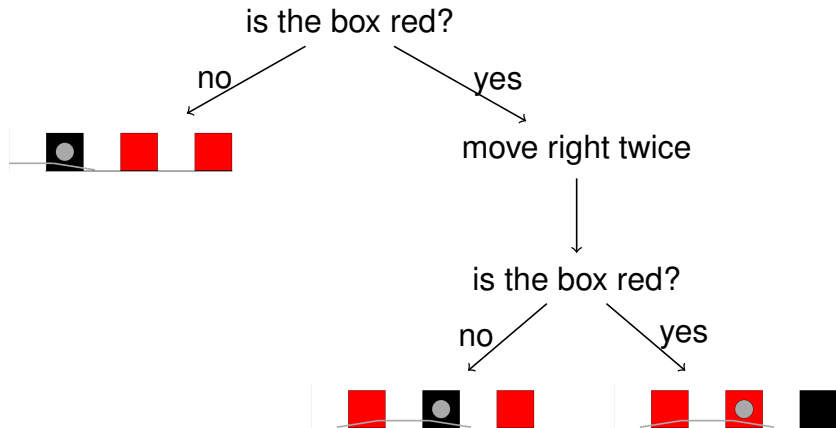 is the box red?
no
yes
move right twice
is the box red?
no
yes